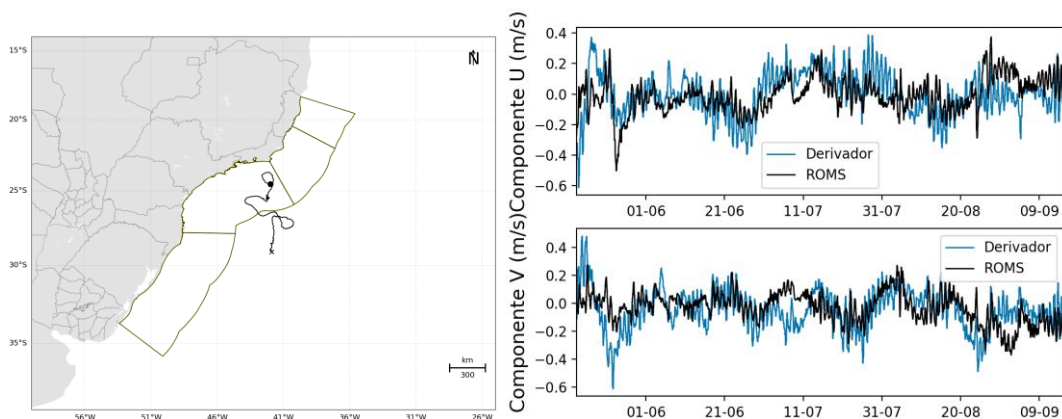 15°S
20°S
25°S
30°S
35°S
N
km
300
56°W
51°W
46°W
41°W
36°W
31°W
26°W
Componente U (m/s)
0.4
0.2
0.0
−0.2
−0.4
−0.6
Derivador
ROMS
01-06
21-06
11-07
31-07
20-08
09-09
Componente V (m/s)
0.4
0.2
0.0
−0.2
−0.4
−0.6
Derivador
ROMS
01-06
21-06
11-07
31-07
20-08
09-09